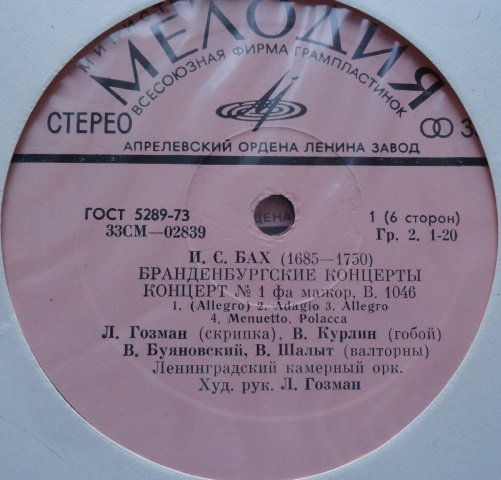 МИНИСТЕ
МЕЛОДИЯ
ВСЕСОЮЗНАЯ ФИРМА ГРАМПЛАСТИНОК
СТЕРЕО
3
АПРЕЛЕВСКИЙ ОРДЕНА ЛЕНИНА ЗАВОД
ГОСТ 5289-73
ЦЕНА
1 (6 сторон)
33СМ—02839
Гр. 2. 1-20
И. С. БАХ (1685—1750)
БРАНДЕНБУРГСКИЕ КОНЦЕРТЫ
КОНЦЕРТ № 1 фа мажор, В. 1046
1. (Allegro) 2. Adagio 3. Allegro
4. Menuetto. Polacca
Л. Гозман (скрипка), В. Курлин (гобой)
В. Буяновский, В. Шалыт (валторны)
Ленинградский камерный орк.
Худ. рук. Л. Гозман